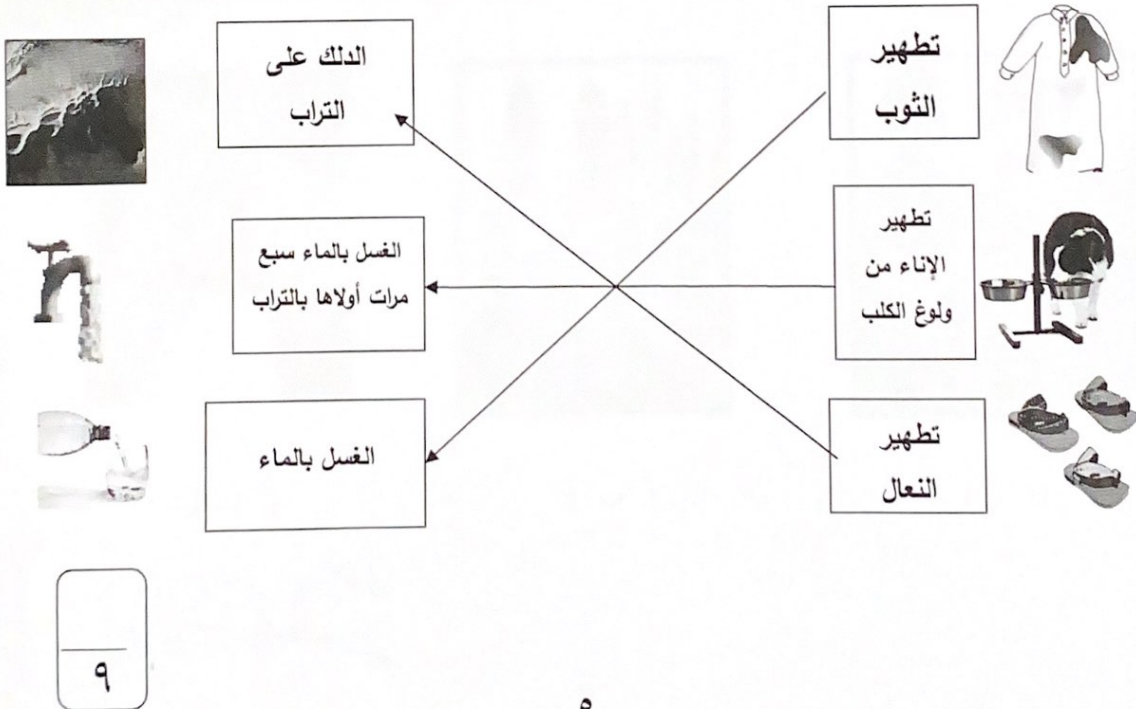 تطهير
الثوب
الدلك على
التراب
تطهير
الإناء من
ولوغ الكلب
الغسل بالماء سبع
مرات أولاها بالتراب
تطهير
النعال
الغسل بالماء
٩
٥